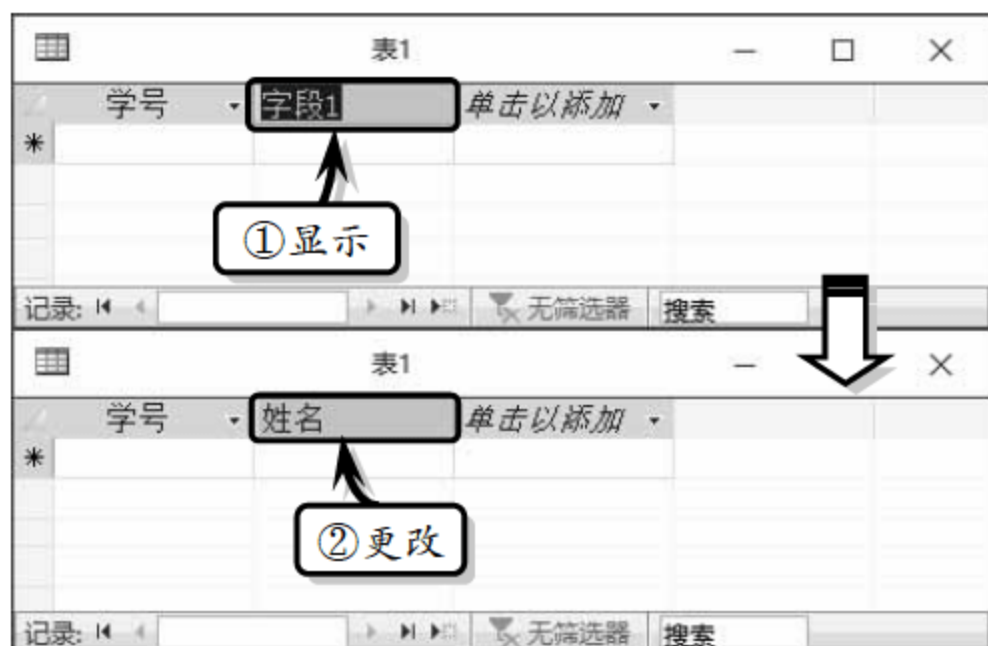 表1
学号 字段1 单击以添加
①显示
记录: 无筛选器 搜索
表1
学号 姓名 单击以添加
②更改
记录: 无筛选器 搜索